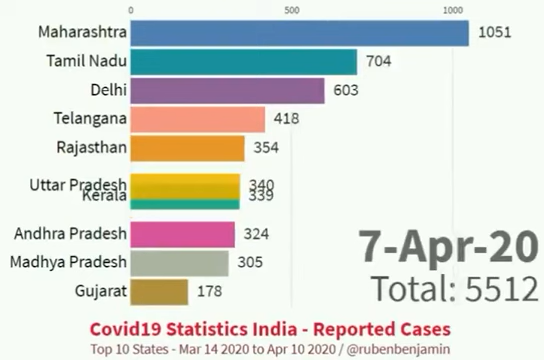 0 500 1000
Maharashtra 1051
Tamil Nadu 704
Delhi 603
Telangana 418
Rajasthan 354
Uttar Pradesh 340
Kerala 339
Andhra Pradesh 324
Madhya Pradesh 305
Gujarat 178
7-Apr-20
Total: 5512
Covid19 Statistics India - Reported Cases
Top 10 States - Mar 14 2020 to Apr 10 2020 / @rubenbenjamin